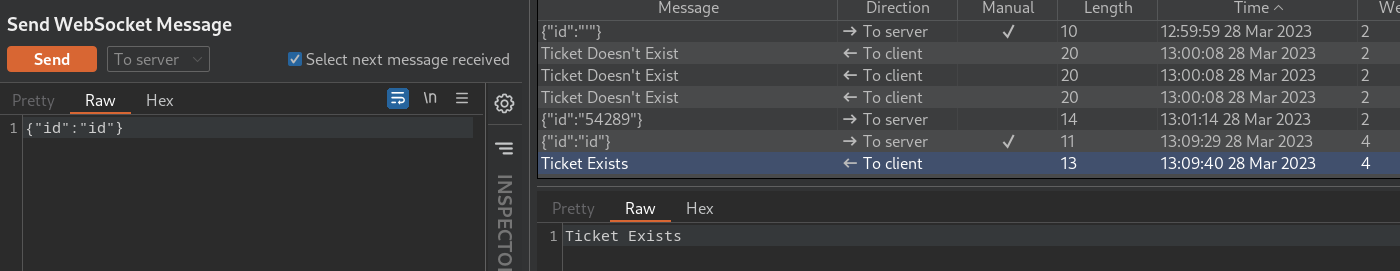 Send WebSocket Message
Send To server Select next message received
Pretty Raw Hex \n
1 {"id":"id"}
INSPECTO
Message Direction Manual Length Time We
{"id":"'"} → To server ✓ 10 12:59:59 28 Mar 2023 2
Ticket Doesn't Exist ← To client 20 13:00:08 28 Mar 2023 2
Ticket Doesn't Exist ← To client 20 13:00:08 28 Mar 2023 2
Ticket Doesn't Exist ← To client 20 13:00:08 28 Mar 2023 2
{"id":"54289"} → To server 14 13:01:14 28 Mar 2023 2
{"id":"id"} → To server ✓ 11 13:09:29 28 Mar 2023 4
Ticket Exists ← To client 13 13:09:40 28 Mar 2023 4
Pretty Raw Hex
1 Ticket Exists